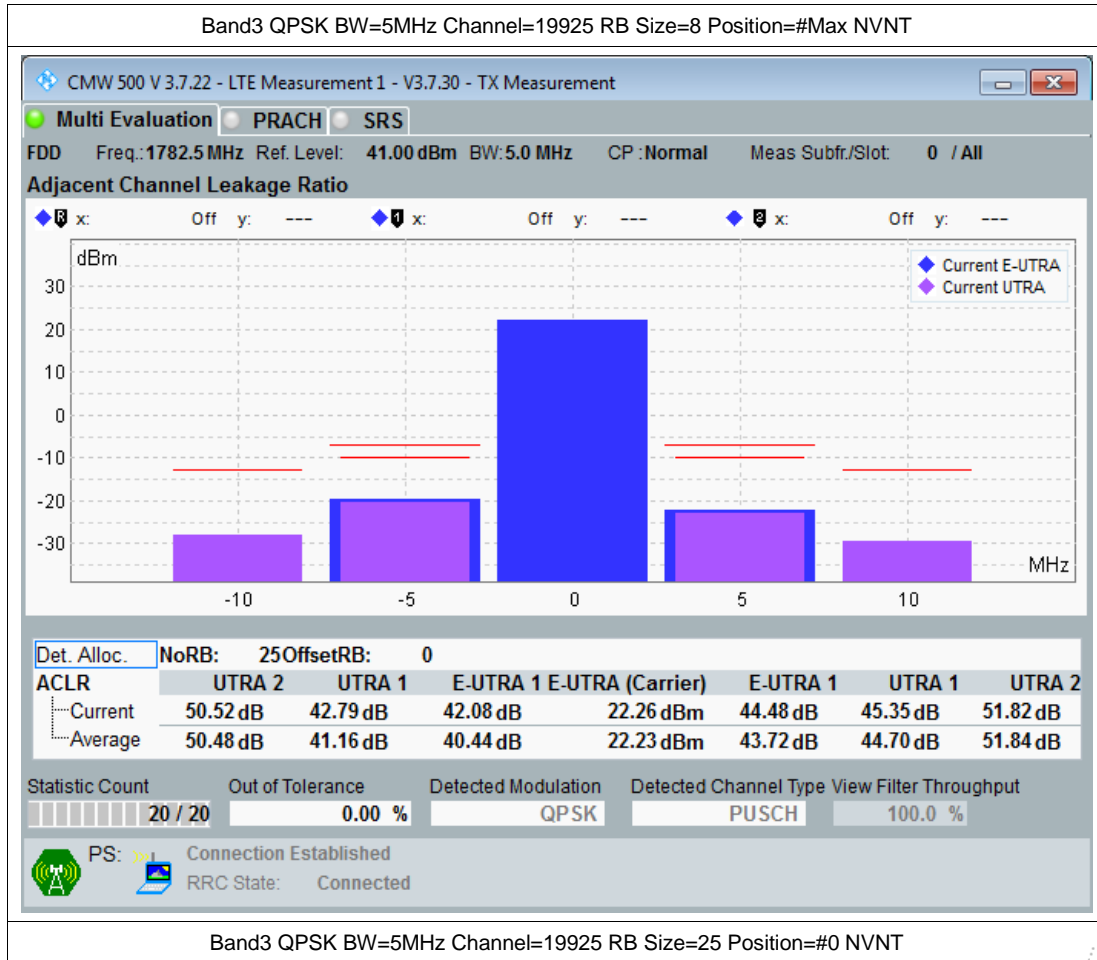 Band3 QPSK BW=5MHz Channel=19925 RB Size=8 Position=#Max NVNT
CMW 500 V 3.7.22 - LTE Measurement 1 - V3.7.30 - TX Measurement
Multi Evaluation PRACH SRS
FDD Freq.:1782.5 MHz Ref. Level: 41.00 dBm BW:5.0 MHz CP :Normal Meas Subfr./Slot: 0 / All
Adjacent Channel Leakage Ratio
R x: Off y: --- 1 x: Off y: --- 2 x: Off y: ---
dBm
Current E-UTRA
Current UTRA
30
20
10
0
-10
-20
-30
MHz
-10 -5 0 5 10
Det. Alloc. NoRB: 25 OffsetRB: 0
ACLR UTRA 2 UTRA 1 E-UTRA 1 E-UTRA (Carrier) E-UTRA 1 UTRA 1 UTRA 2
Current 50.52 dB 42.79 dB 42.08 dB 22.26 dBm 44.48 dB 45.35 dB 51.82 dB
Average 50.48 dB 41.16 dB 40.44 dB 22.23 dBm 43.72 dB 44.70 dB 51.84 dB
Statistic Count Out of Tolerance Detected Modulation Detected Channel Type View Filter Throughput
20 / 20 0.00 % QPSK PUSCH 100.0 %
PS: Connection Established
RRC State: Connected
Band3 QPSK BW=5MHz Channel=19925 RB Size=25 Position=#0 NVNT